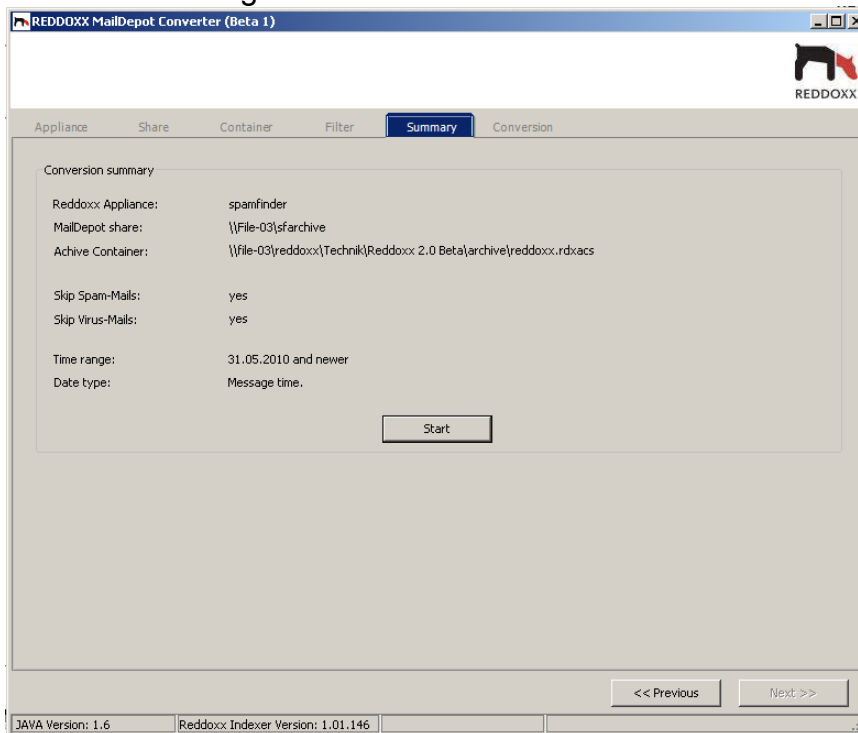 REDDOXX MailDepot Converter (Beta 1)
REDDOXX
Appliance Share Container Filter Summary Conversion
Conversion summary
Reddoxx Appliance: spamfinder
MailDepot share: \\File-03\sfarchive
Achive Container: \\file-03\reddoxx\Technik\Reddoxx 2.0 Beta\archive\reddoxx.rdxacs
Skip Spam-Mails: yes
Skip Virus-Mails: yes
Time range: 31.05.2010 and newer
Date type: Message time.
Start
<< Previous Next >>
JAVA Version: 1.6 Reddoxx Indexer Version: 1.01.146